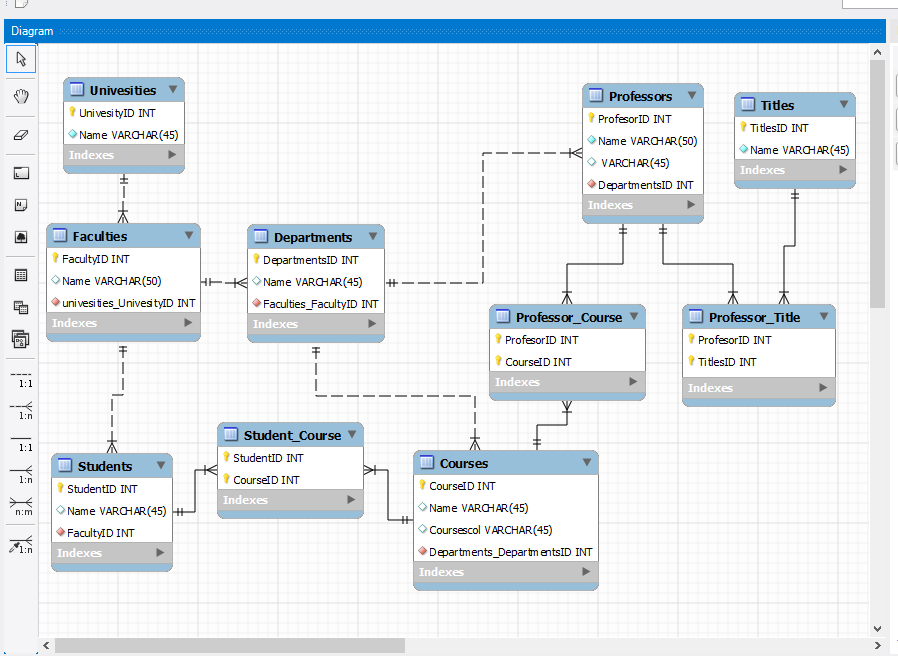 Diagram
Univesities
UnivesityID INT
Name VARCHAR(45)
Indexes
Professors
ProfesorID INT
Name VARCHAR(50)
VARCHAR(45)
DepartmentsID INT
Indexes
Titles
TitlesID INT
Name VARCHAR(45)
Indexes
Faculties
FacultyID INT
Name VARCHAR(50)
univesities_UnivesityID INT
Indexes
Departments
DepartmentsID INT
Name VARCHAR(45)
Faculties_FacultyID INT
Indexes
Professor_Course
ProfesorID INT
CourseID INT
Indexes
Professor_Title
ProfesorID INT
TitlesID INT
Indexes
1:1
1:n
1:1
1:n
n:m
1:n
Students
StudentID INT
Name VARCHAR(45)
FacultyID INT
Indexes
Student_Course
StudentID INT
CourseID INT
Indexes
Courses
CourseID INT
Name VARCHAR(45)
Coursescol VARCHAR(45)
Departments_DepartmentsID INT
Indexes